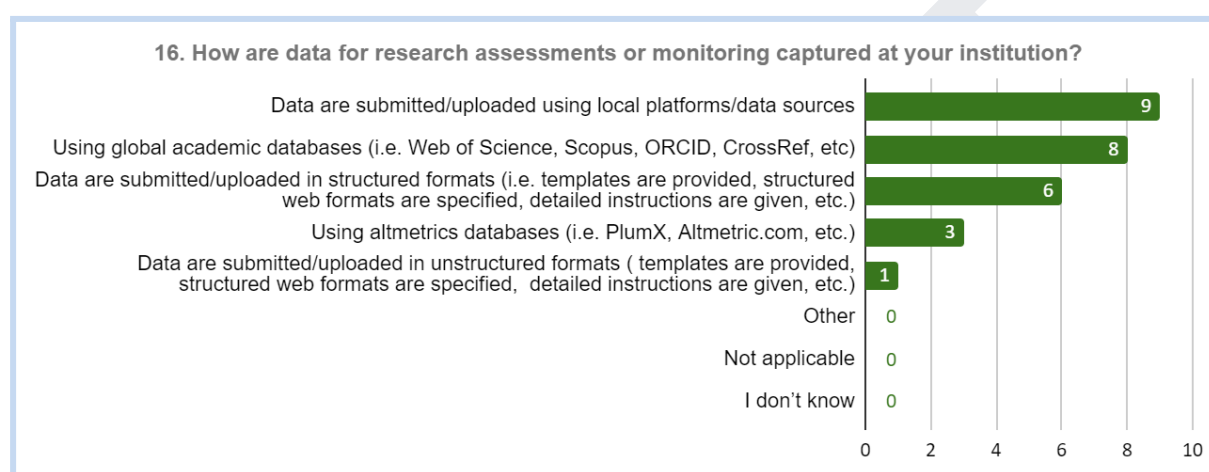 16. How are data for research assessments or monitoring captured at your institution?
Data are submitted/uploaded using local platforms/data sources
9
Using global academic databases (i.e. Web of Science, Scopus, ORCID, CrossRef, etc)
8
Data are submitted/uploaded in structured formats (i.e. templates are provided, structured
web formats are specified, detailed instructions are given, etc.)
6
Using altmetrics databases (i.e. PlumX, Altmetric.com, etc.)
3
Data are submitted/uploaded in unstructured formats ( templates are provided,
structured web formats are specified, detailed instructions are given, etc.)
1
Other
0
Not applicable
0
I don't know
0
0 2 4 6 8 10